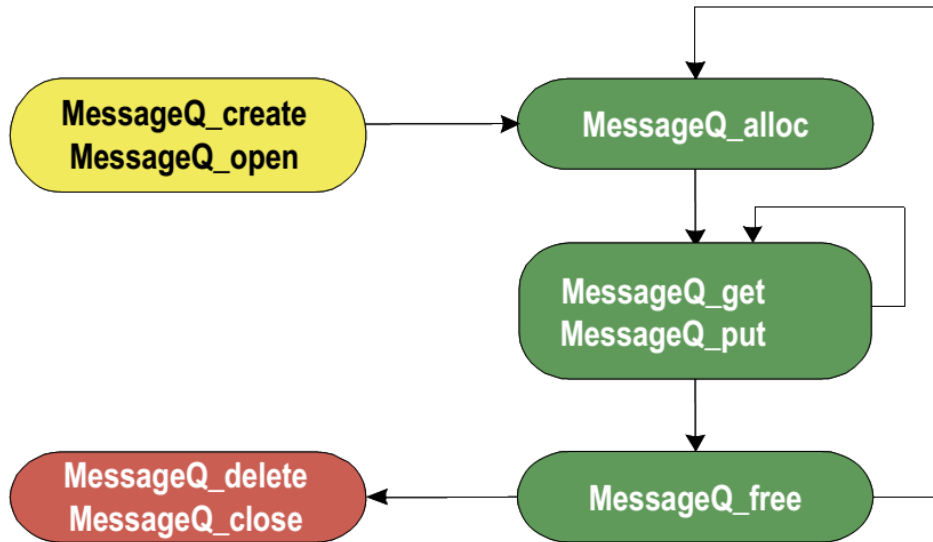 MessageQ_create
MessageQ_open
MessageQ_alloc
MessageQ_get
MessageQ_put
MessageQ_delete
MessageQ_close
MessageQ_free